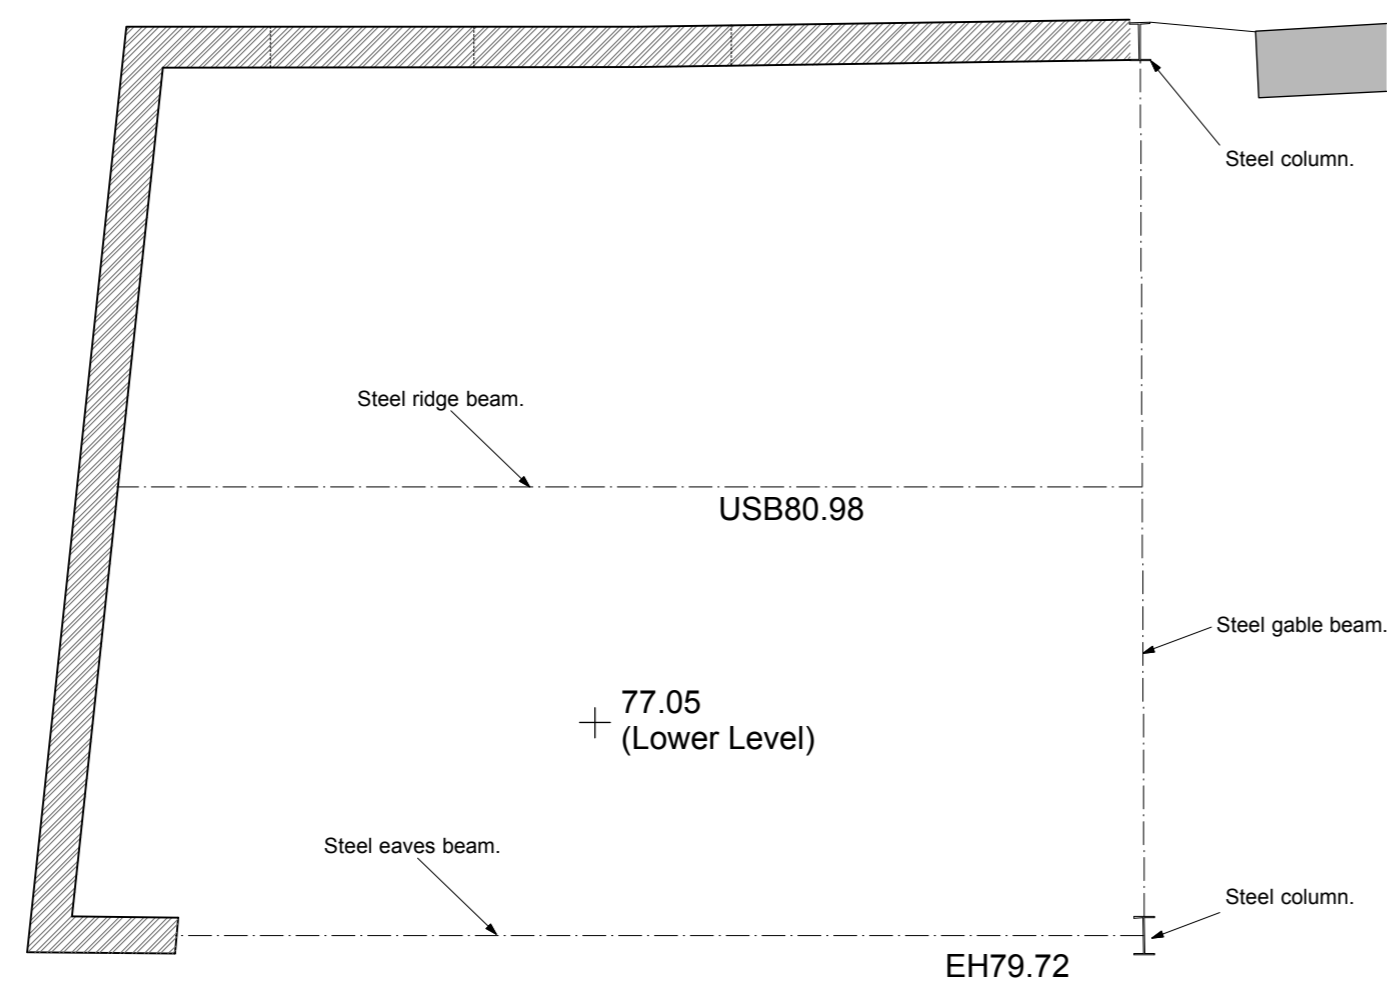 Steel column.
Steel ridge beam.
USB80.98
Steel gable beam.
77.05
(Lower Level)
Steel eaves beam.
Steel column.
EH79.72